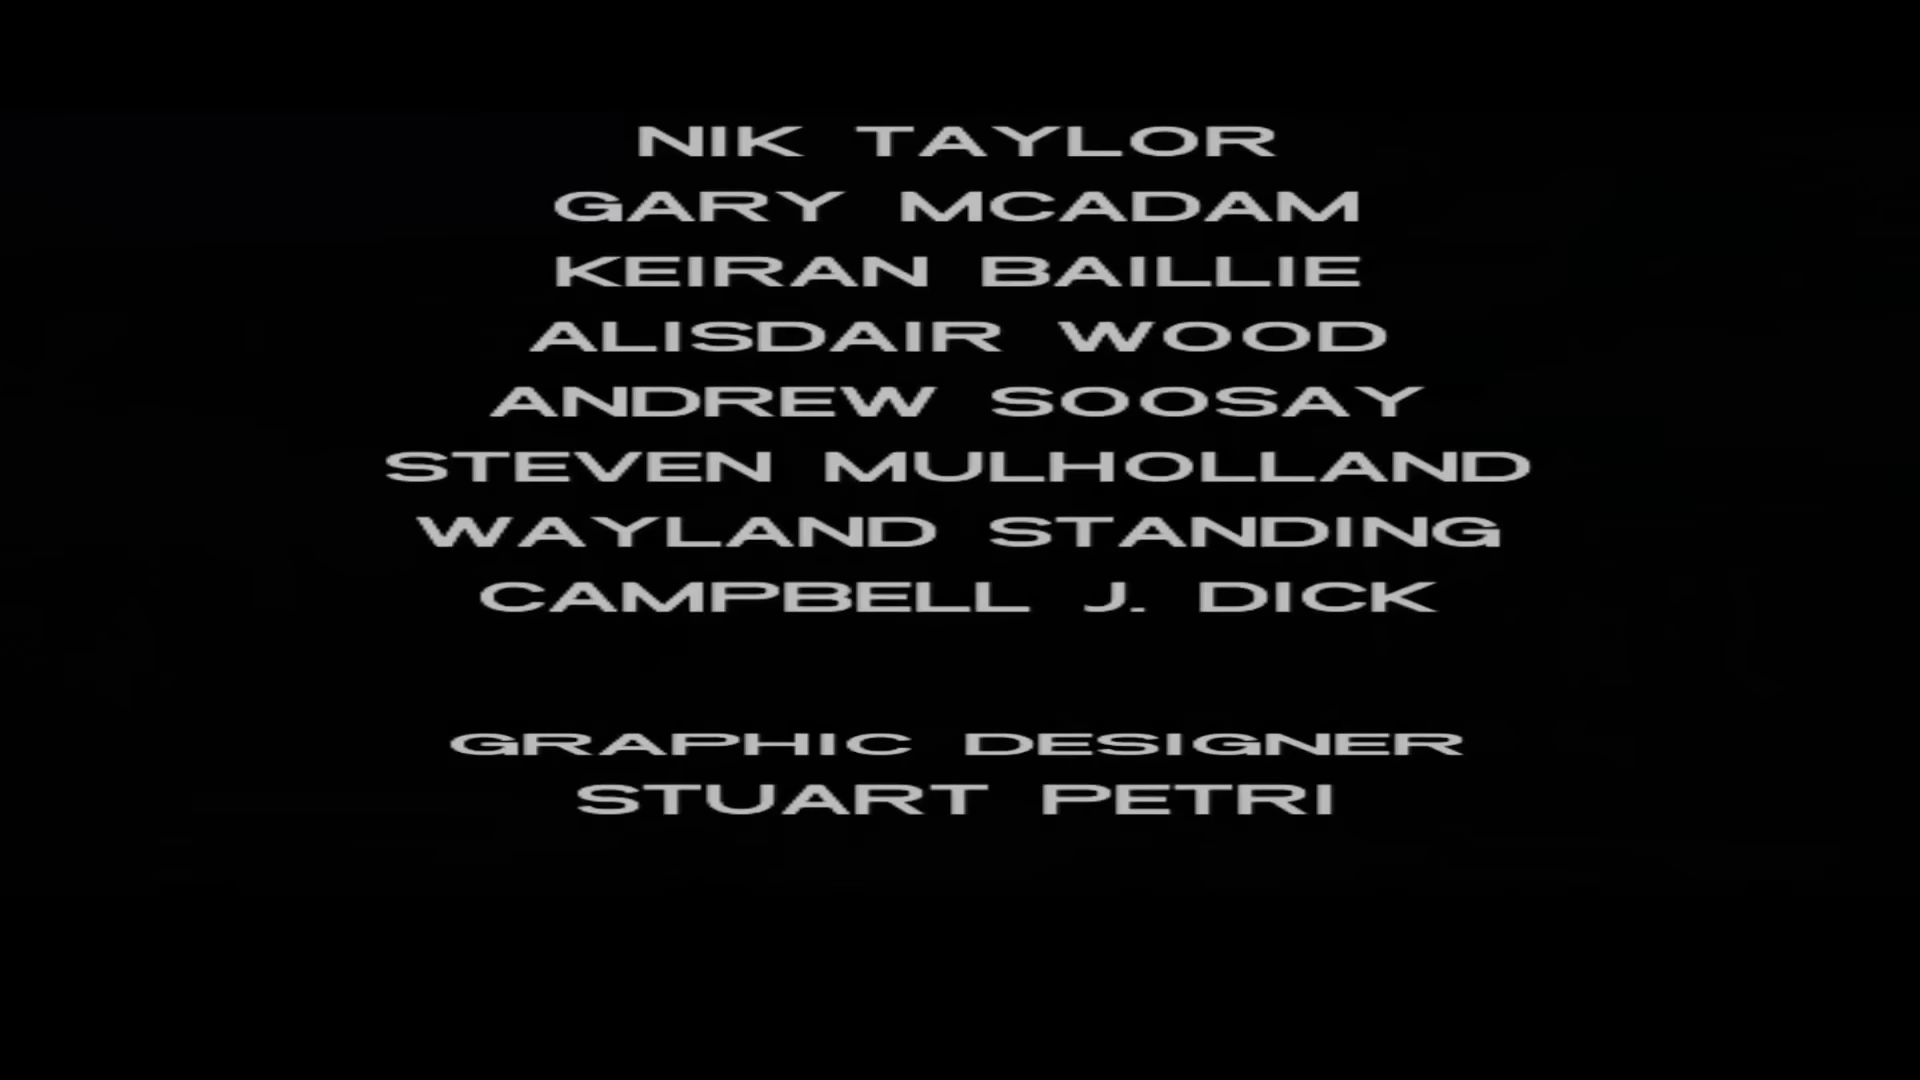 NIK TAYLOR
GARY MCADAM
KEIRAN BAILLIE
ALISDAIR WOOD
ANDREW SOOSAY
STEVEN MULHOLLAND
WAYLAND STANDING
CAMPBELL J. DICK
GRAPHIC DESIGNER
STUART PETRI